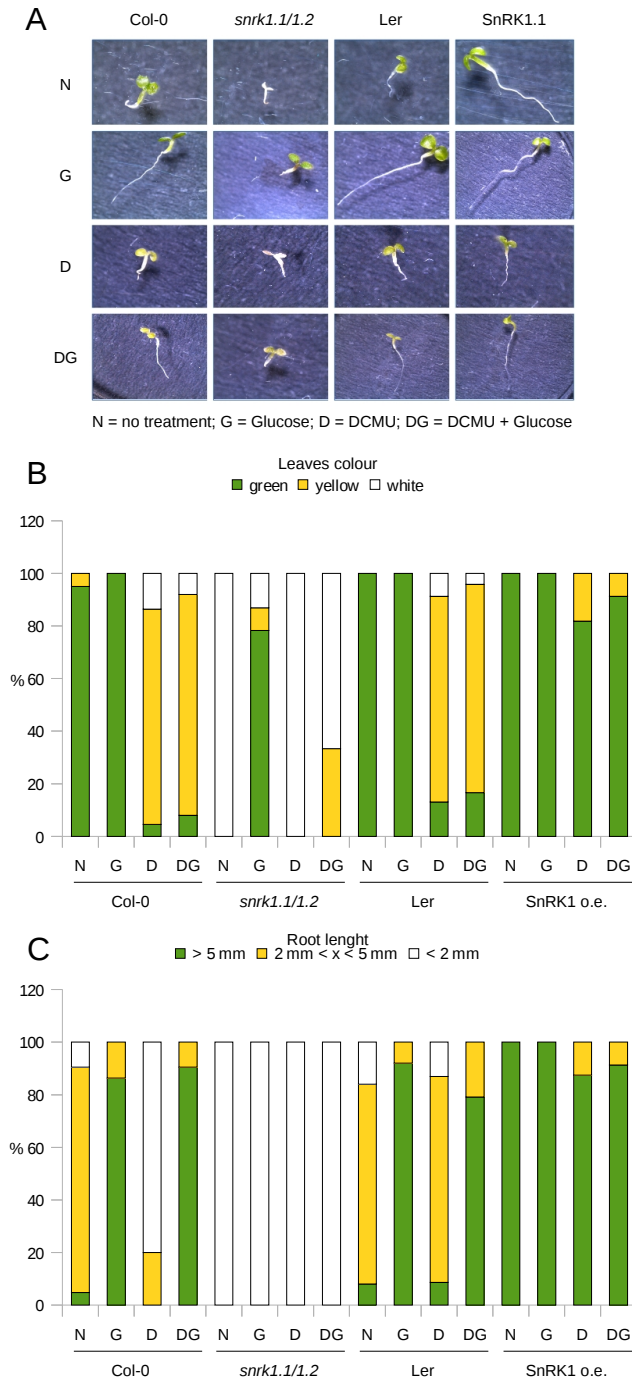 A
Col-0 snrk1.1/1.2 Ler SnRK1.1
N
G
D
DG
N = no treatment; G = Glucose; D = DCMU; DG = DCMU + Glucose
B
Leaves colour
green yellow white
120
100
80
% 60
40
20
0
N G D DG N G D DG N G D DG N G D DG
Col-0 snrk1.1/1.2 Ler SnRK1 o.e.
C
Root lenght
> 5 mm 2 mm < x < 5 mm < 2 mm
120
100
80
% 60
40
20
0
N G D DG N G D DG N G D DG N G D DG
Col-0 snrk1.1/1.2 Ler SnRK1 o.e.